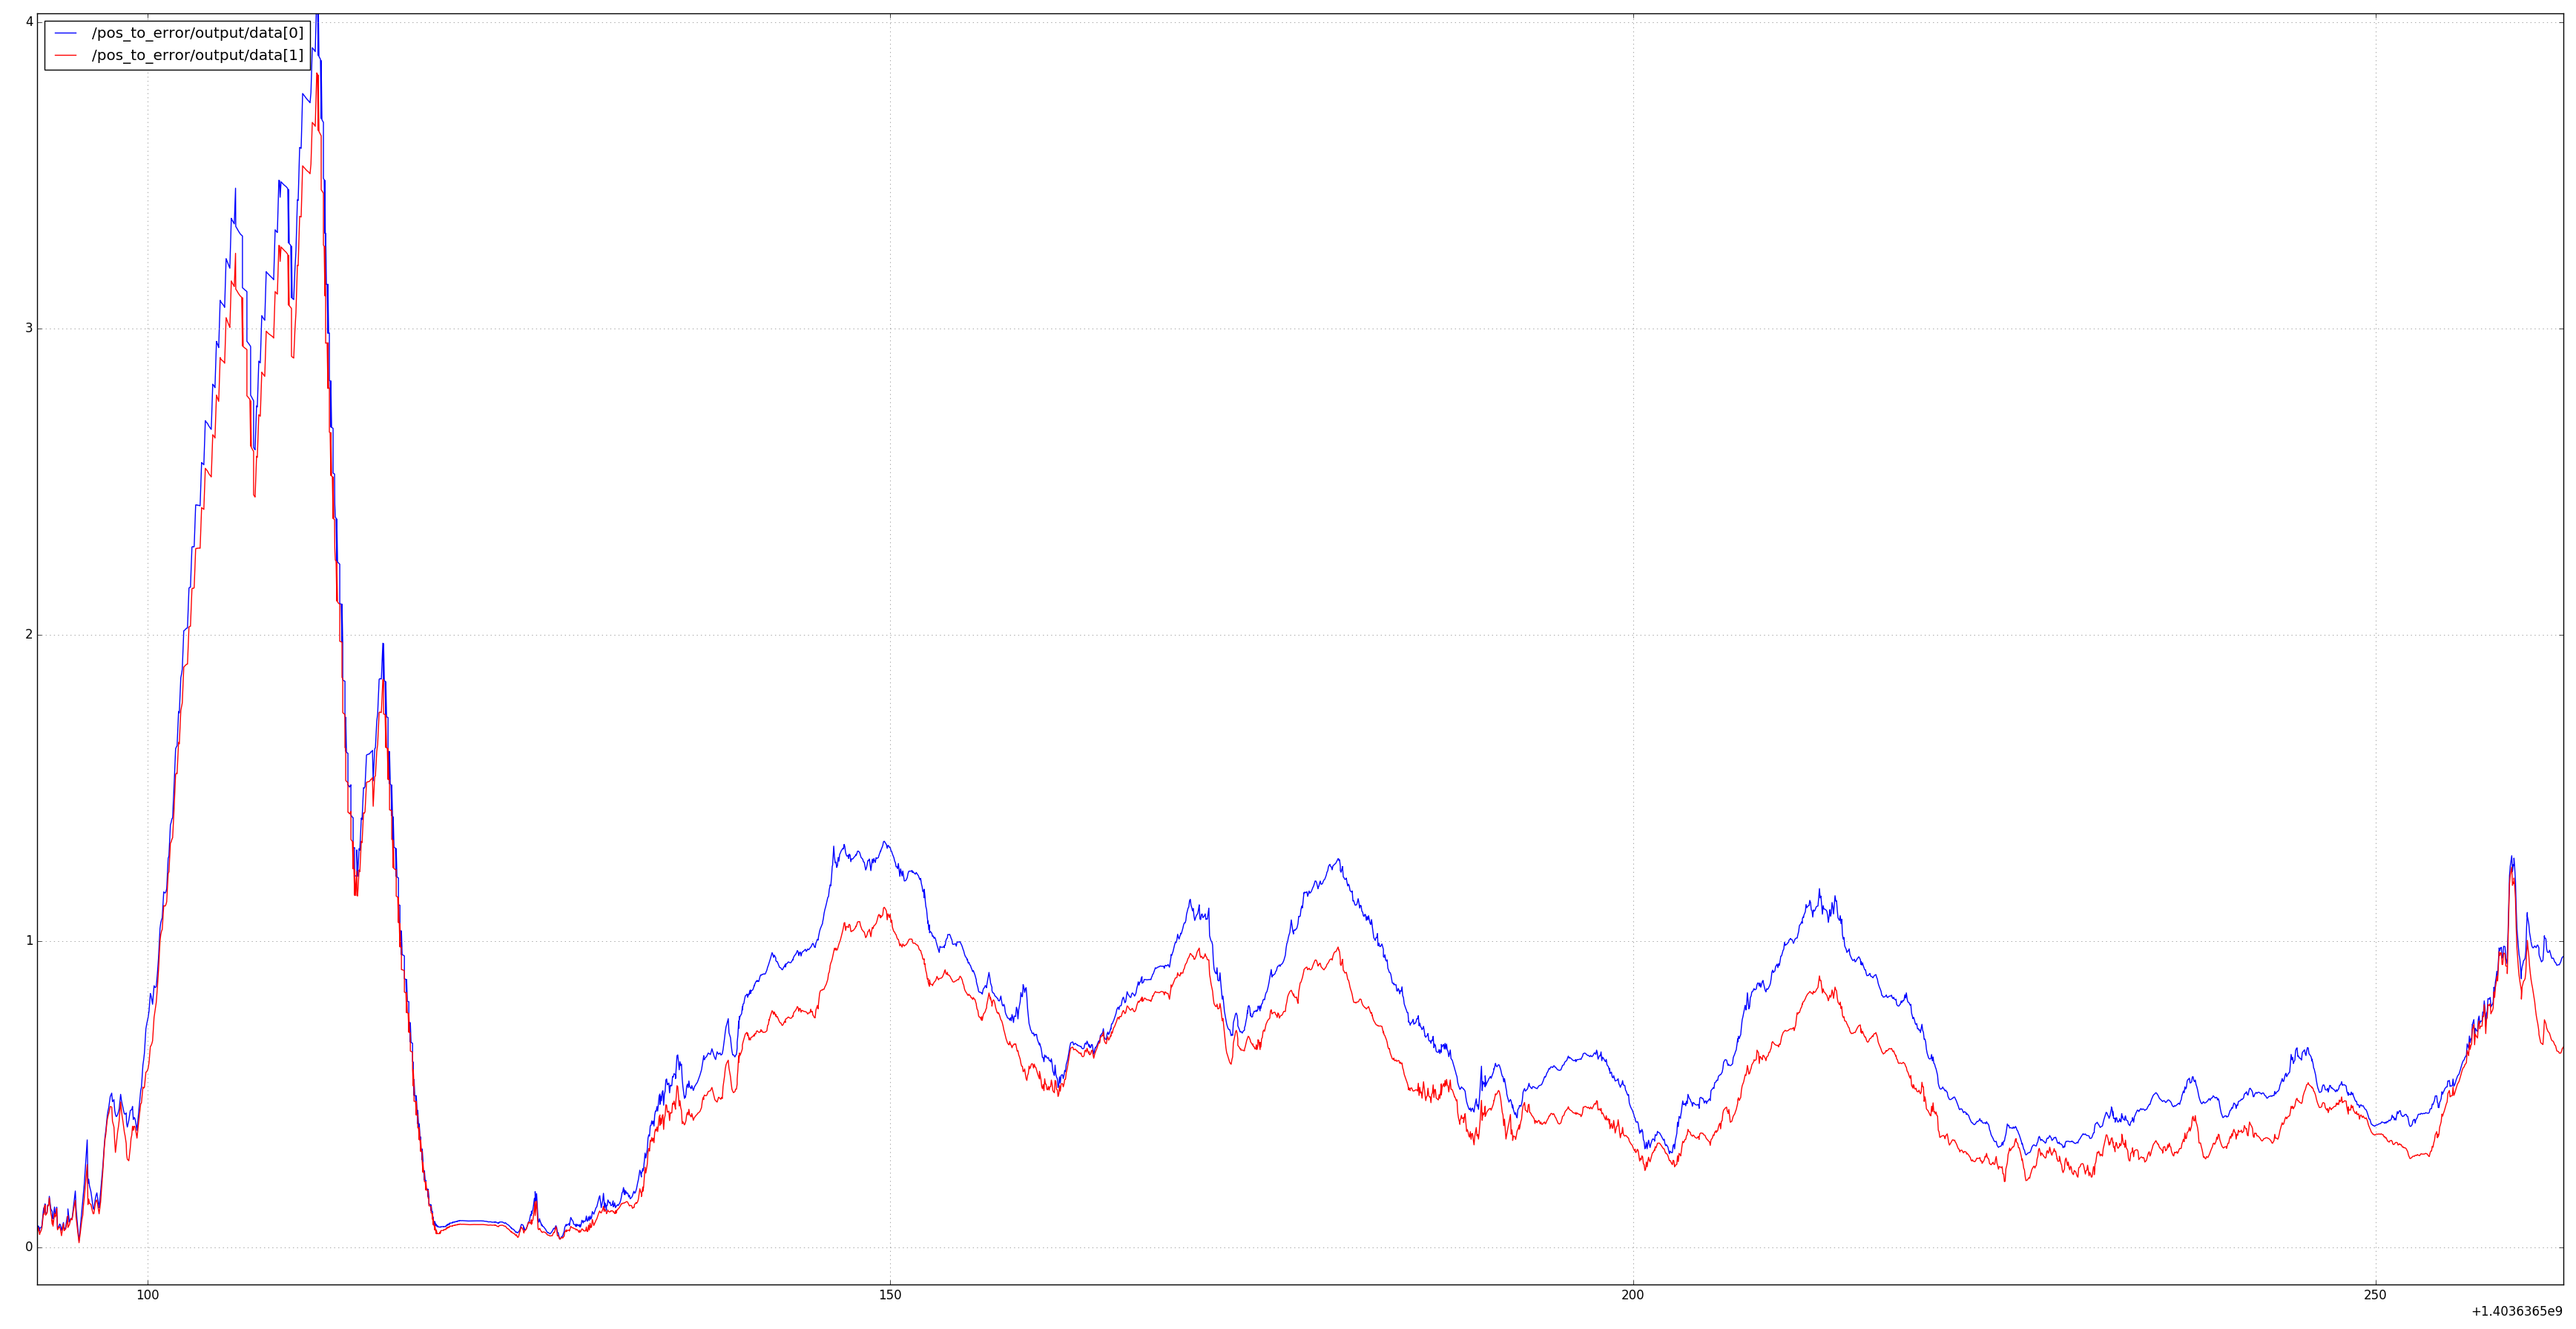 4
/pos_to_error/output/data[0]
/pos_to_error/output/data[1]
3
2
1
0
100 150 200 250
+1.4036365e9